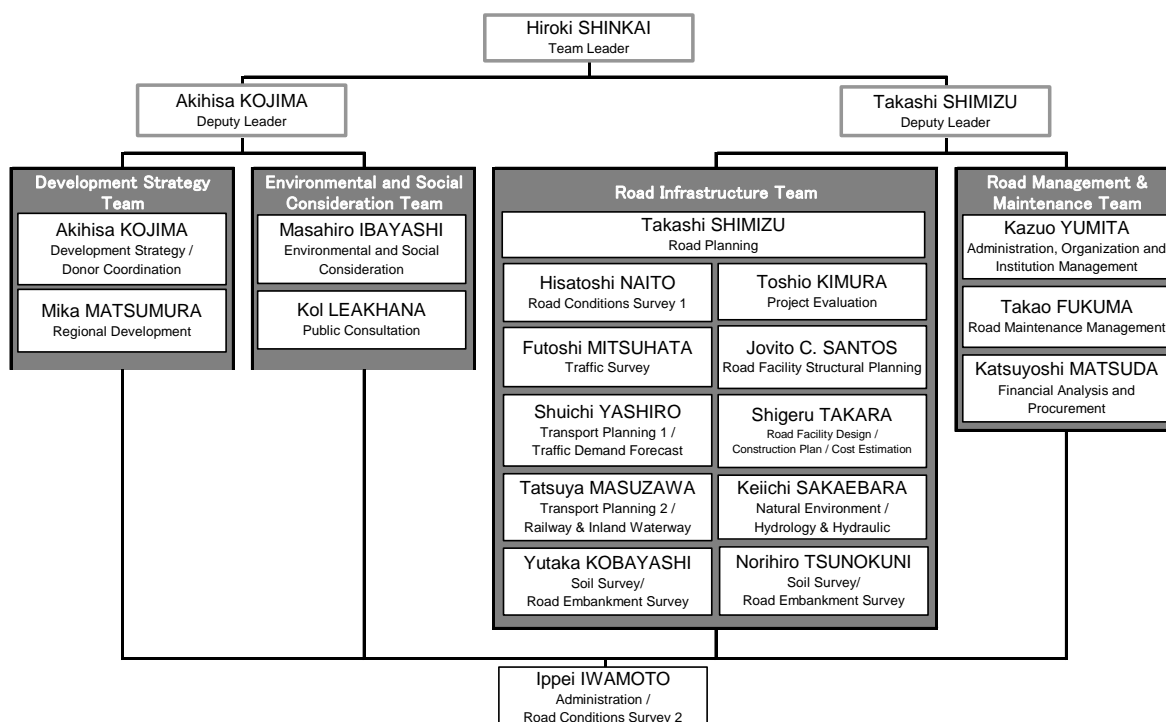 Hiroki SHINKAI
Team Leader
Akihisa KOJIMA
Deputy Leader
Takashi SHIMIZU
Deputy Leader
Development Strategy
Team
Akihisa KOJIMA
Development Strategy /
Donor Coordination
Mika MATSUMURA
Regional Development
Environmental and Social
Consideration Team
Masahiro IBAYASHI
Environmental and Social
Consideration
Kol LEAKHANA
Public Consultation
Road Infrastructure Team
Takashi SHIMIZU
Road Planning
Hisatoshi NAITO
Road Conditions Survey 1
Toshio KIMURA
Project Evaluation
Futoshi MITSUHATA
Traffic Survey
Jovito C. SANTOS
Road Facility Structural Planning
Shuichi YASHIRO
Transport Planning 1 /
Traffic Demand Forecast
Shigeru TAKARA
Road Facility Design /
Construction Plan / Cost Estimation
Tatsuya MASUZAWA
Transport Planning 2 /
Railway & Inland Waterway
Keiichi SAKAEBARA
Natural Environment /
Hydrology & Hydraulic
Yutaka KOBAYASHI
Soil Survey/
Road Embankment Survey
Norihiro TSUNOKUNI
Soil Survey/
Road Embankment Survey
Road Management &
Maintenance Team
Kazuo YUMITA
Administration, Organization and
Institution Management
Takao FUKUMA
Road Maintenance Management
Katsuyoshi MATSUDA
Financial Analysis and
Procurement
Ippei IWAMOTO
Administration /
Road Conditions Survey 2